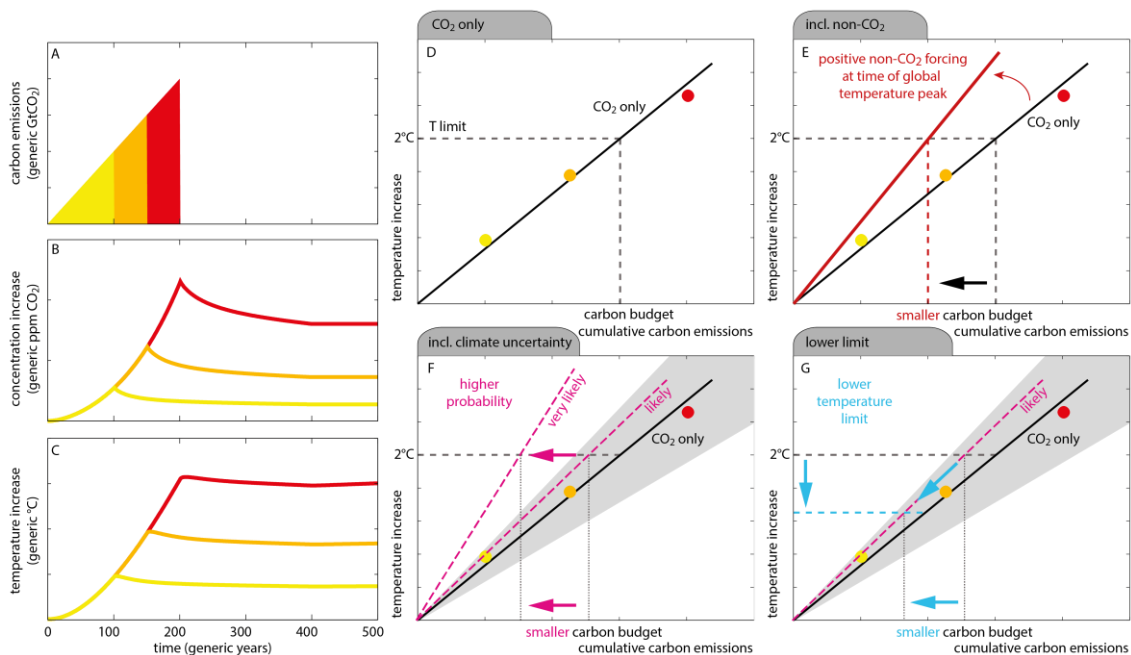 A
carbon emissions
(generic GtCO₂)
B
concentration increase
(generic ppm CO₂)
C
temperature increase
(generic °C)
0
100
200
300
400
500
time (generic years)
CO₂ only
D
CO₂ only
T limit
2°C
temperature increase
carbon budget
cumulative carbon emissions
incl. non-CO₂
E
positive non-CO₂ forcing
at time of global
temperature peak
CO₂ only
2°C
temperature increase
smaller carbon budget
cumulative carbon emissions
incl. climate uncertainty
F
higher
probability
very likely
likely
CO₂ only
2°C
temperature increase
smaller carbon budget
cumulative carbon emissions
lower limit
G
lower
temperature
limit
likely
CO₂ only
2°C
temperature increase
smaller carbon budget
cumulative carbon emissions